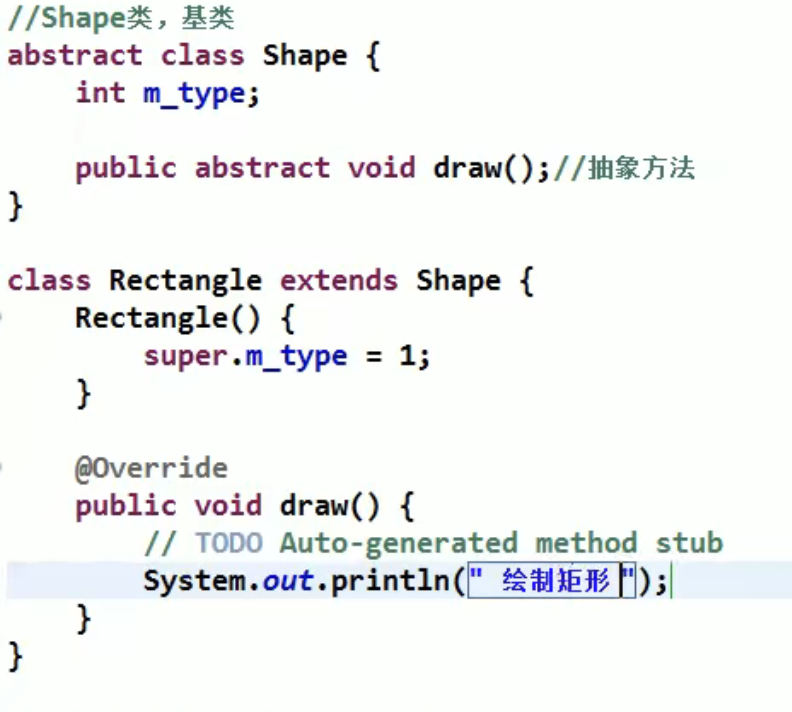 //Shape类，基类
abstract class Shape {
    int m_type;

    public abstract void draw();//抽象方法
}

class Rectangle extends Shape {
    Rectangle() {
        super.m_type = 1;
    }

    @Override
    public void draw() {
        // TODO Auto-generated method stub
        System.out.println(" 绘制矩形 ");
    }
}